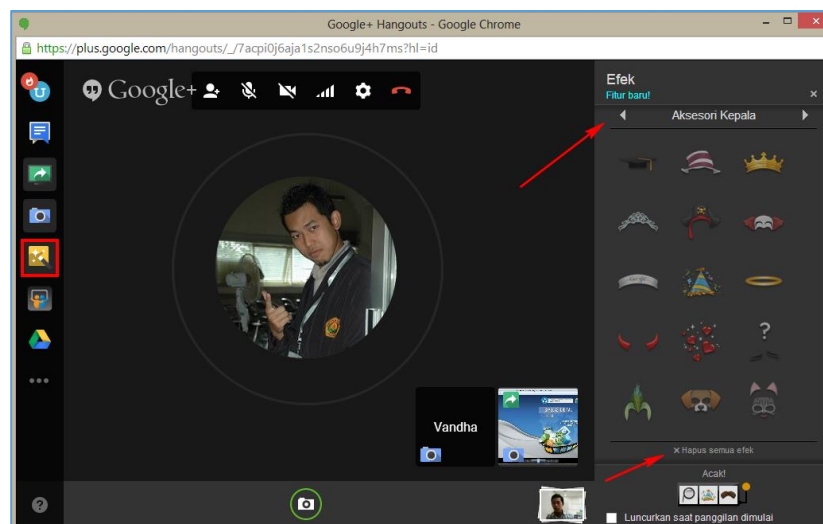 Google+ Hangouts - Google Chrome
https://plus.google.com/hangouts/_/7acpi0j6aja1s2nso6u9j4h7ms?hl=id
Google+
Efek
Fitur baru!
Aksesori Kepala
Vandha
Hapus semua efek
Acak!
Luncurkan saat panggilan dimulai